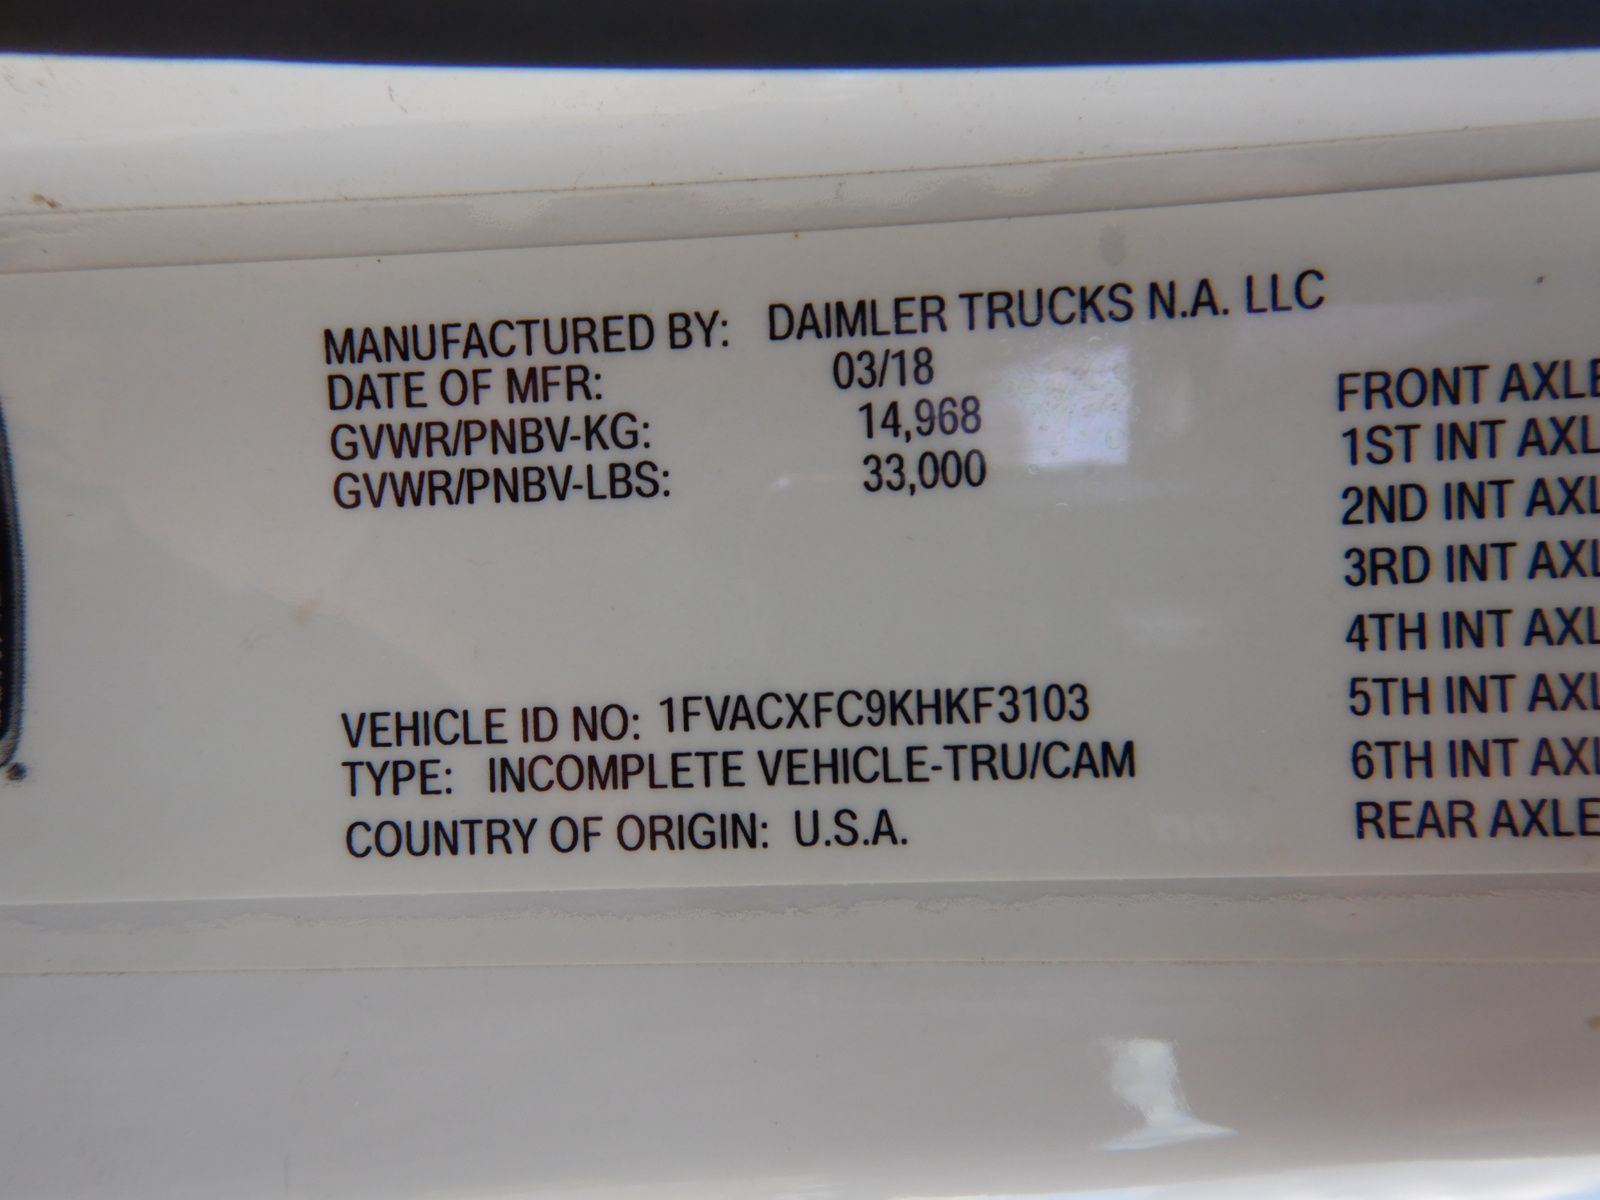 MANUFACTURED BY: DAIMLER TRUCKS N.A. LLC
DATE OF MFR: 03/18
GVWR/PNBV-KG: 14,968
GVWR/PNBV-LBS: 33,000
VEHICLE ID NO: 1FVACXFC9KHKF3103
TYPE: INCOMPLETE VEHICLE-TRU/CAM
COUNTRY OF ORIGIN: U.S.A.
FRONT AXLE
1ST INT AXL
2ND INT AXL
3RD INT AXL
4TH INT AXL
5TH INT AXL
6TH INT AXL
REAR AXLE